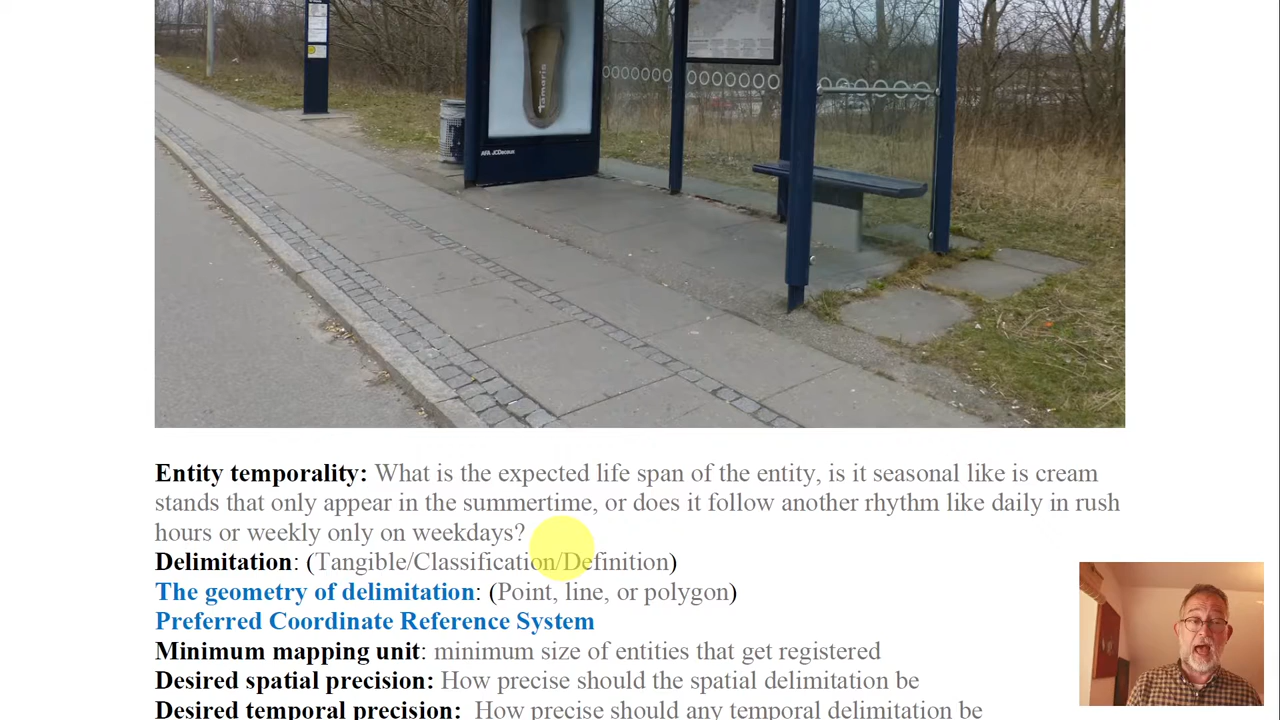 tamaris
AFA JCDecaux
Entity temporality: What is the expected life span of the entity, is it seasonal like is cream
stands that only appear in the summertime, or does it follow another rhythm like daily in rush
hours or weekly only on weekdays?
Delimitation: (Tangible/Classification/Definition)
The geometry of delimitation: (Point, line, or polygon)
Preferred Coordinate Reference System
Minimum mapping unit: minimum size of entities that get registered
Desired spatial precision: How precise should the spatial delimitation be
Desired temporal precision: How precise should any temporal delimitation be